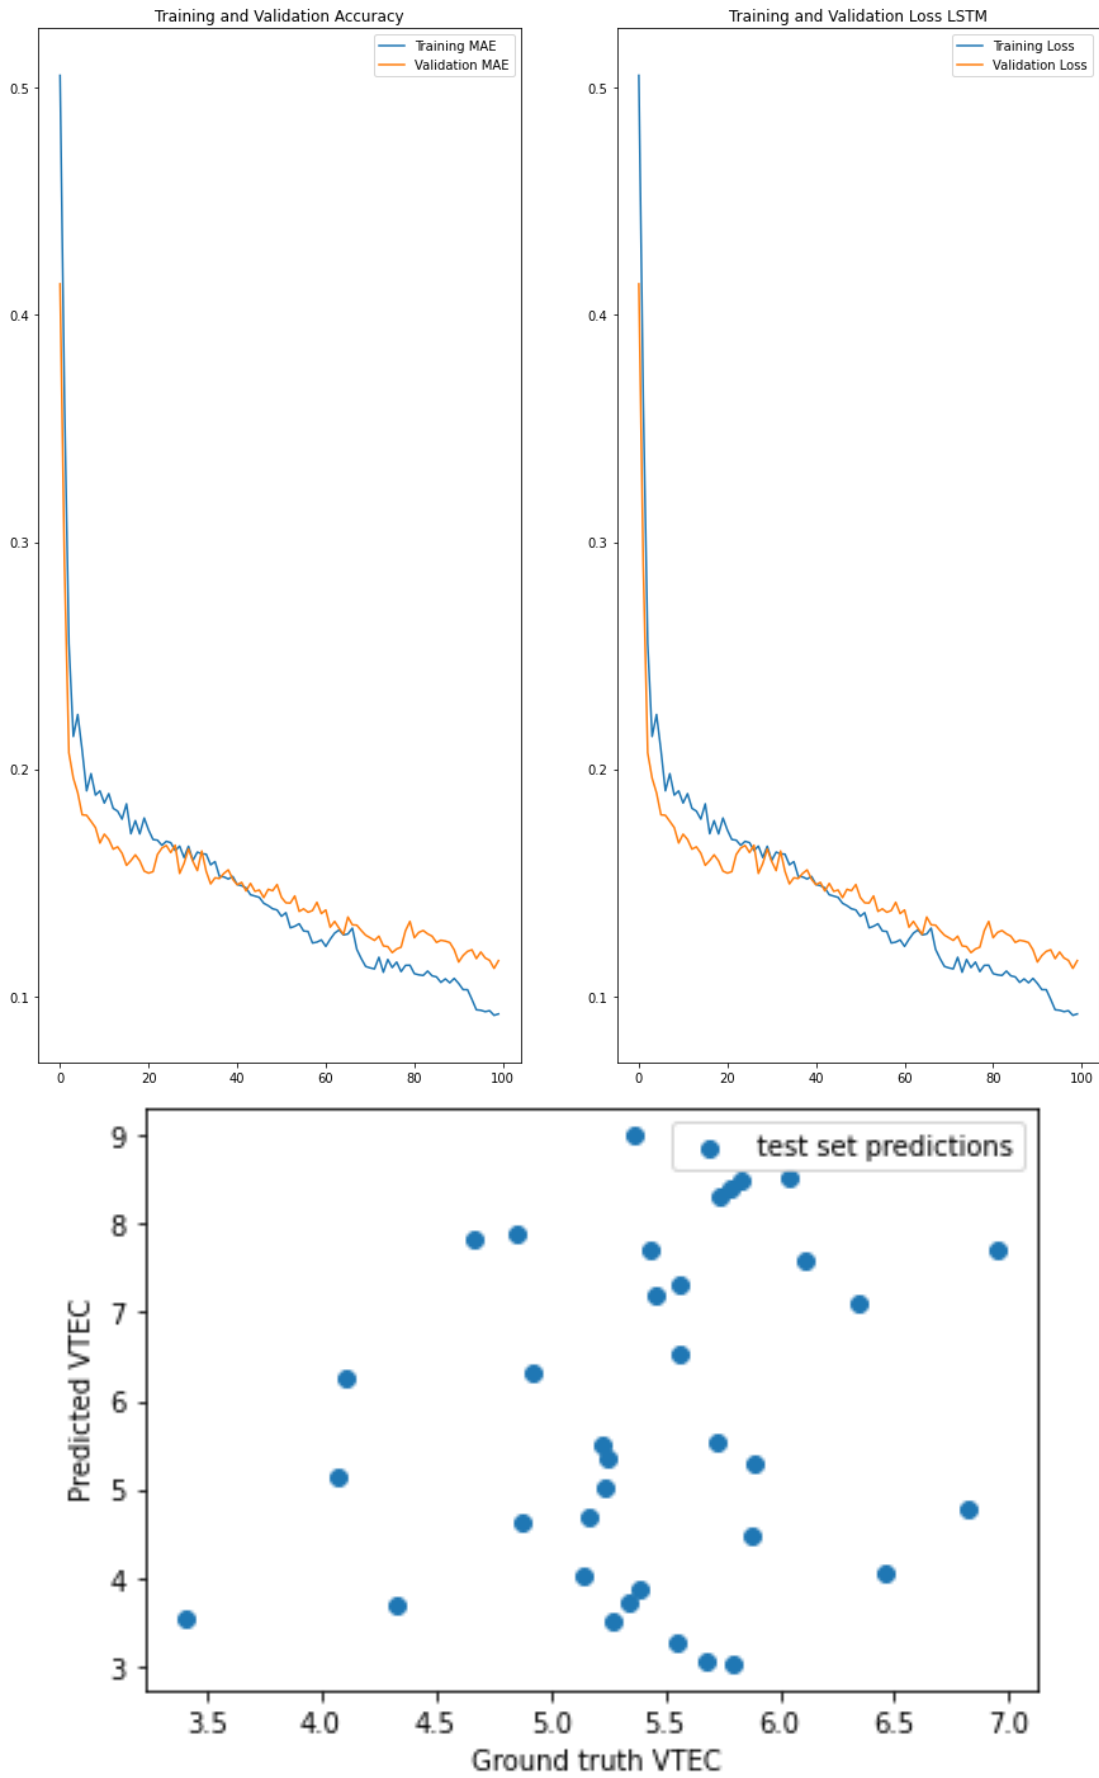 Training and Validation Accuracy
Training MAE
Validation MAE
0.5
0.4
0.3
0.2
0.1
0 20 40 60 80 100
Training and Validation Loss LSTM
Training Loss
Validation Loss
0.5
0.4
0.3
0.2
0.1
0 20 40 60 80 100
test set predictions
Predicted VTEC
9
8
7
6
5
4
3
3.5 4.0 4.5 5.0 5.5 6.0 6.5 7.0
Ground truth VTEC